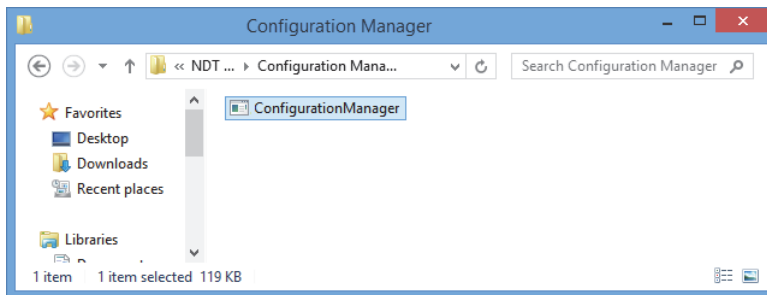 Configuration Manager
« NDT ... Configuration Mana...
Search Configuration Manager
Favorites
ConfigurationManager
Desktop
Downloads
Recent places
Libraries
1 item 1 item selected 119 KB